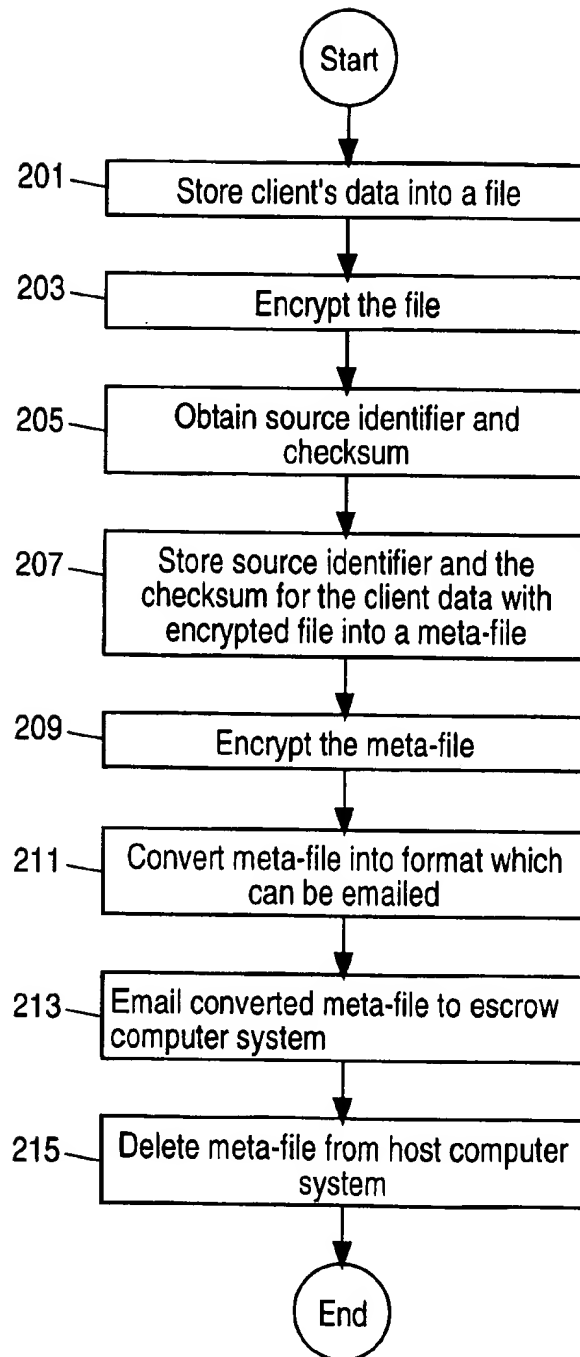 Start
201
Store client's data into a file
203
Encrypt the file
205
Obtain source identifier and
checksum
207
Store source identifier and the
checksum for the client data with
encrypted file into a meta-file
209
Encrypt the meta-file
211
Convert meta-file into format which
can be emailed
213
Email converted meta-file to escrow
computer system
215
Delete meta-file from host computer
system
End